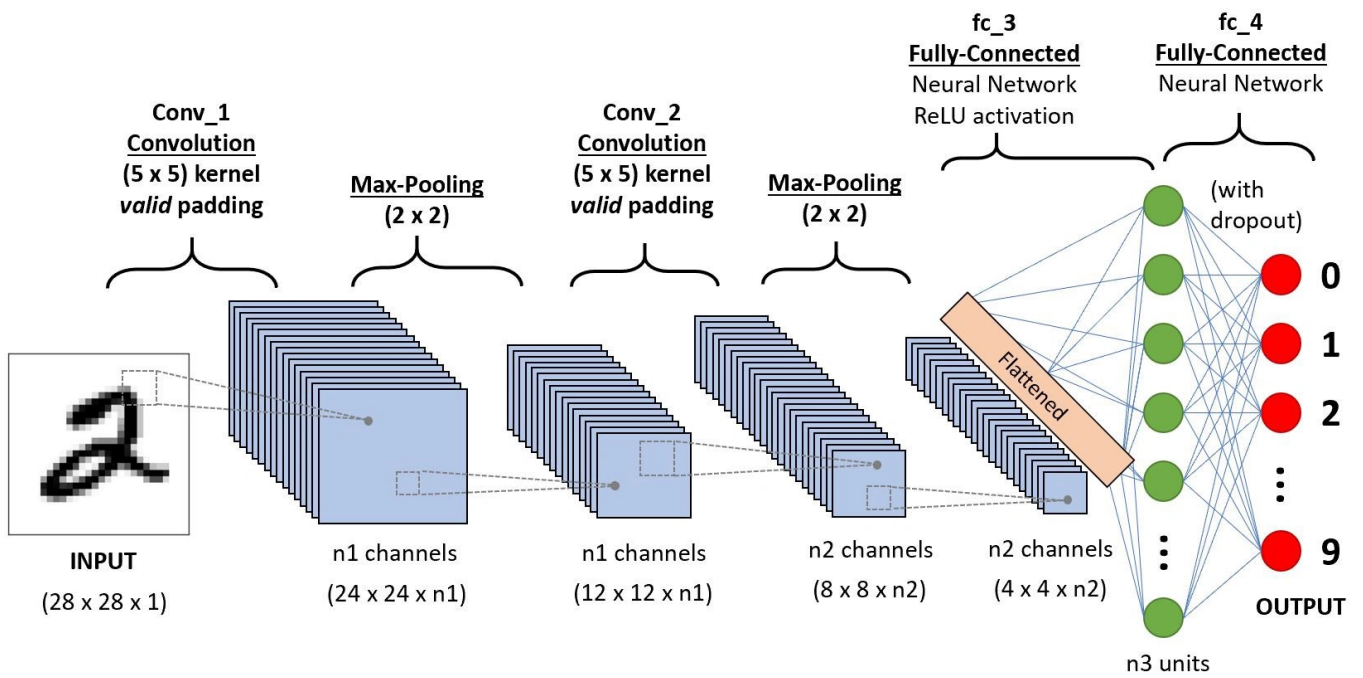 Conv_1
Convolution
(5 x 5) kernel
valid padding
Max-Pooling
(2 x 2)
Conv_2
Convolution
(5 x 5) kernel
valid padding
Max-Pooling
(2 x 2)
fc_3
Fully-Connected
Neural Network
ReLU activation
fc_4
Fully-Connected
Neural Network
(with
dropout)
2
Flattened
0
1
2
⋮
9
OUTPUT
INPUT
(28 x 28 x 1)
n1 channels
(24 x 24 x n1)
n1 channels
(12 x 12 x n1)
n2 channels
(8 x 8 x n2)
n2 channels
(4 x 4 x n2)
⋮
n3 units